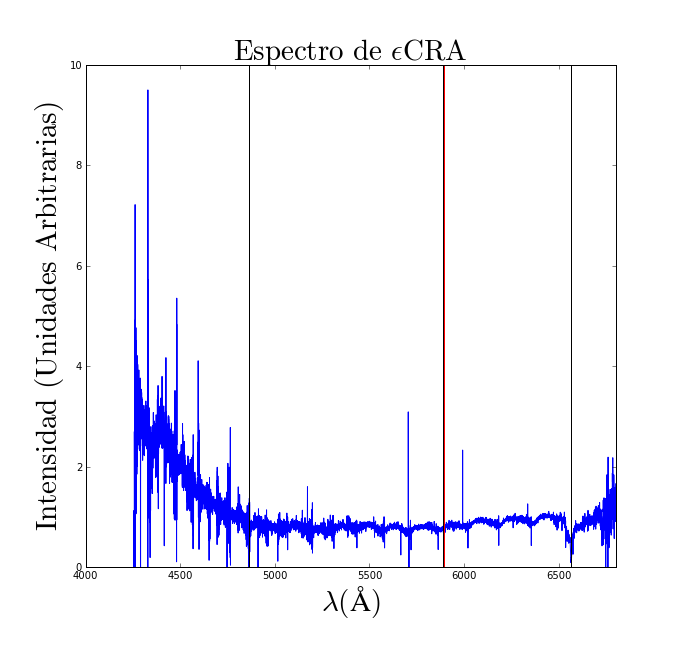 Espectro de ϵCRA
Intensidad (Unidades Arbitrarias)
10
8
6
4
2
0
4000 4500 5000 5500 6000 6500
λ(Å)